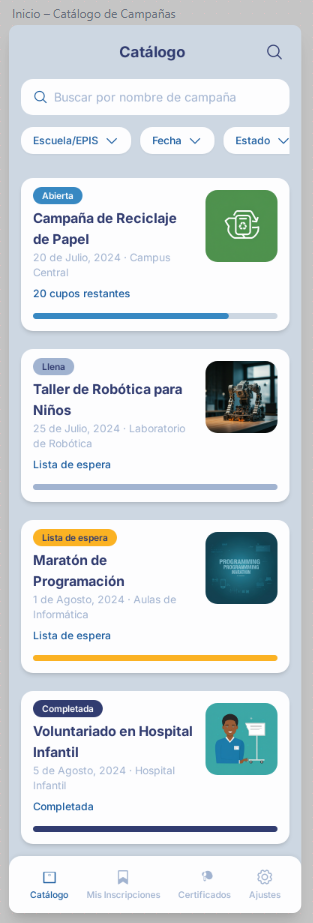 Inicio – Catálogo de Campañas
Catálogo
Buscar por nombre de campaña
Escuela/EPIS
Fecha
Estado
Abierta
Campaña de Reciclaje
de Papel
20 de Julio, 2024 · Campus
Central
20 cupos restantes
Llena
Taller de Robótica para
Niños
25 de Julio, 2024 · Laboratorio
de Robótica
Lista de espera
Lista de espera
Maratón de
Programación
1 de Agosto, 2024 · Aulas de
Informática
Lista de espera
PROGRAMMING
Completada
Voluntariado en Hospital
Infantil
5 de Agosto, 2024 · Hospital
Infantil
Completada
Catálogo
Mis Inscripciones
Certificados
Ajustes